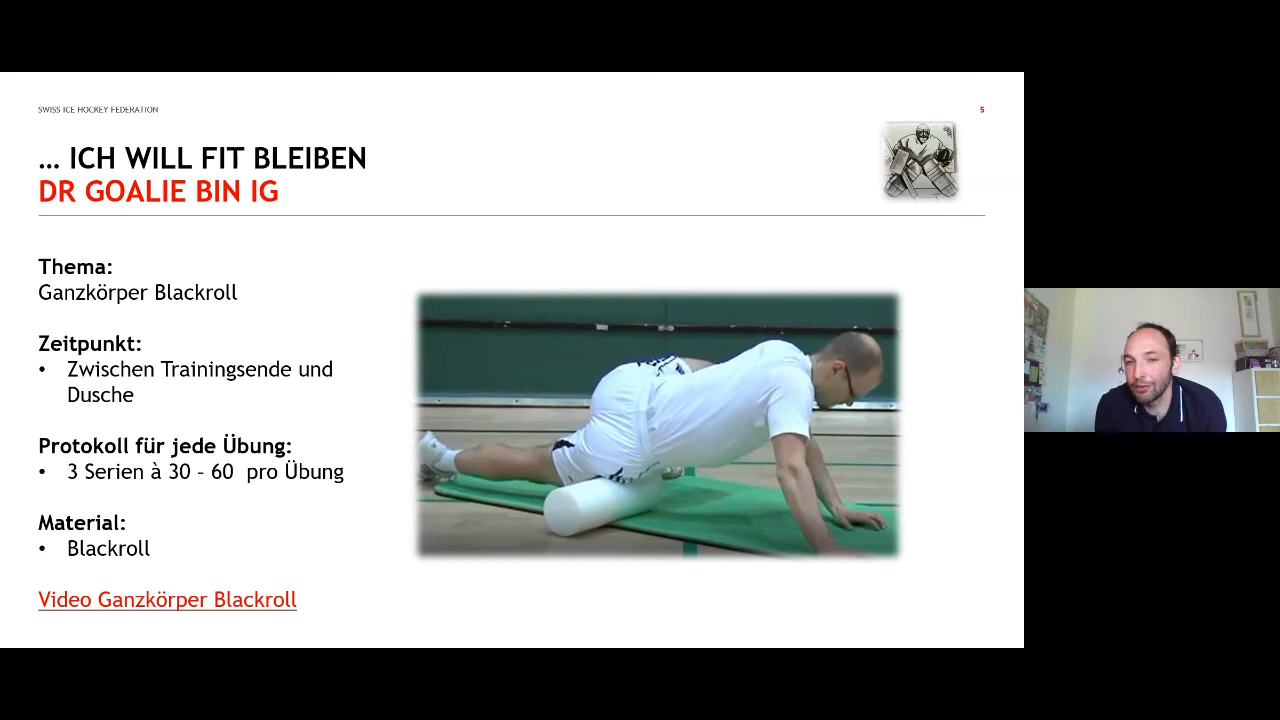 SWISS ICE HOCKEY FEDERATION
5
... ICH WILL FIT BLEIBEN
DR GOALIE BIN IG
Thema:
Ganzkörper Blackroll
Zeitpunkt:
• Zwischen Trainingsende und
Dusche
Protokoll für jede Übung:
• 3 Serien à 30 – 60 pro Übung
Material:
• Blackroll
Video Ganzkörper Blackroll